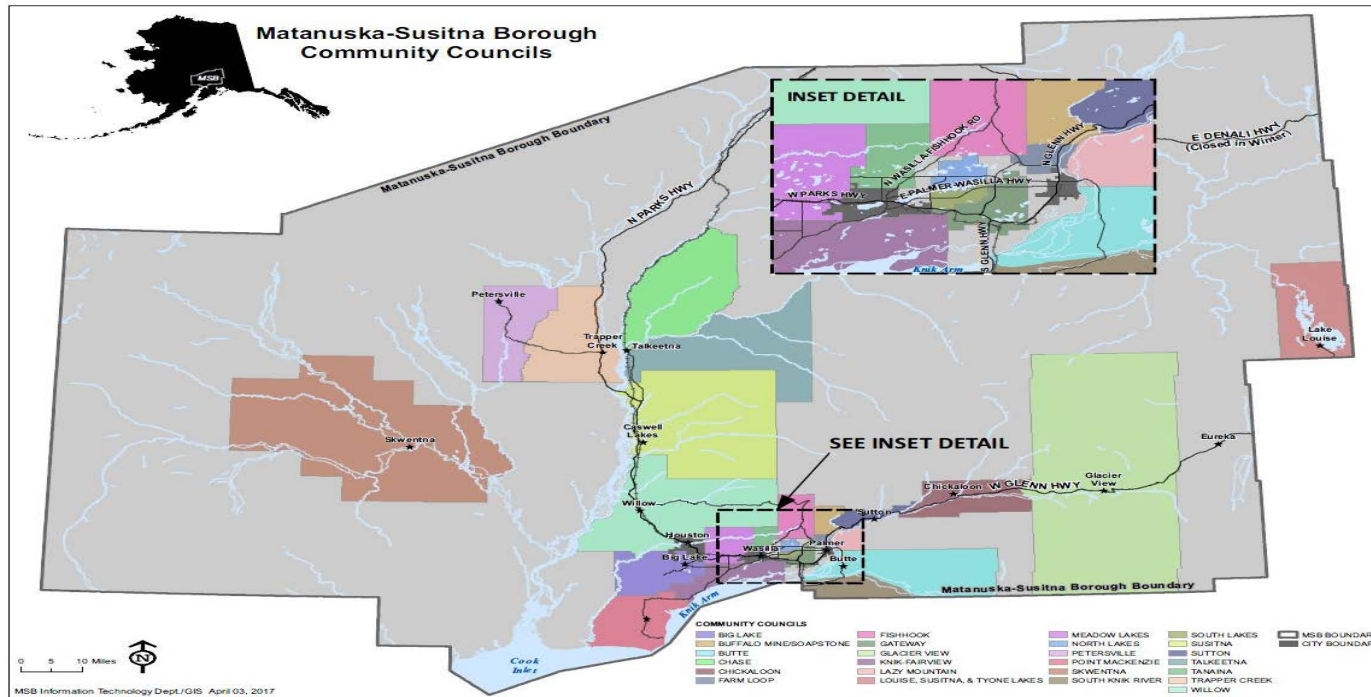 Matanuska-Susitna Borough
Community Councils
MSB
Matanuska-Susitna Borough Boundary
N PARKS HWY
INSET DETAIL
N WASILLA-FISHHOOK RD
N GLENN HWY
W PARKS HWY
E PALMER-WASILLA HWY
S GLENN HWY
Knik Arm
E DENALI HWY
(Closed in Winter)
Petersville
Trapper
Creek
Talkeetna
Lake
Louise
Skwentna
Caswell
Lakes
SEE INSET DETAIL
Eureka
Glacier
View
Chickaloon
W GLENN HWY
Willow
Sutton
Houston
Wasilla
Palmer
Big Lake
Butte
Matanuska-Susitna Borough Boundary
Knik Arm
Cook
Inlet
COMMUNITY COUNCILS
BIG LAKE
BUFFALO MINE/SOAPSTONE
BUTTE
CHASE
CHICKALOON
FARM LOOP
FISHHOOK
GATEWAY
GLACIER VIEW
KNIK-FAIRVIEW
LAZY MOUNTAIN
LOUISE, SUSITNA, & TYONE LAKES
MEADOW LAKES
NORTH LAKES
PETERSVILLE
POINT MACKENZIE
SKWENTNA
SOUTH KNIK RIVER
SOUTH LAKES
SUSITNA
SUTTON
TALKEETNA
TANAINA
TRAPPER CREEK
WILLOW
MSB BOUNDAR
CITY BOUNDAR
0 5 10 Miles
N
MSB Information Technology Dept./GIS April 03, 2017